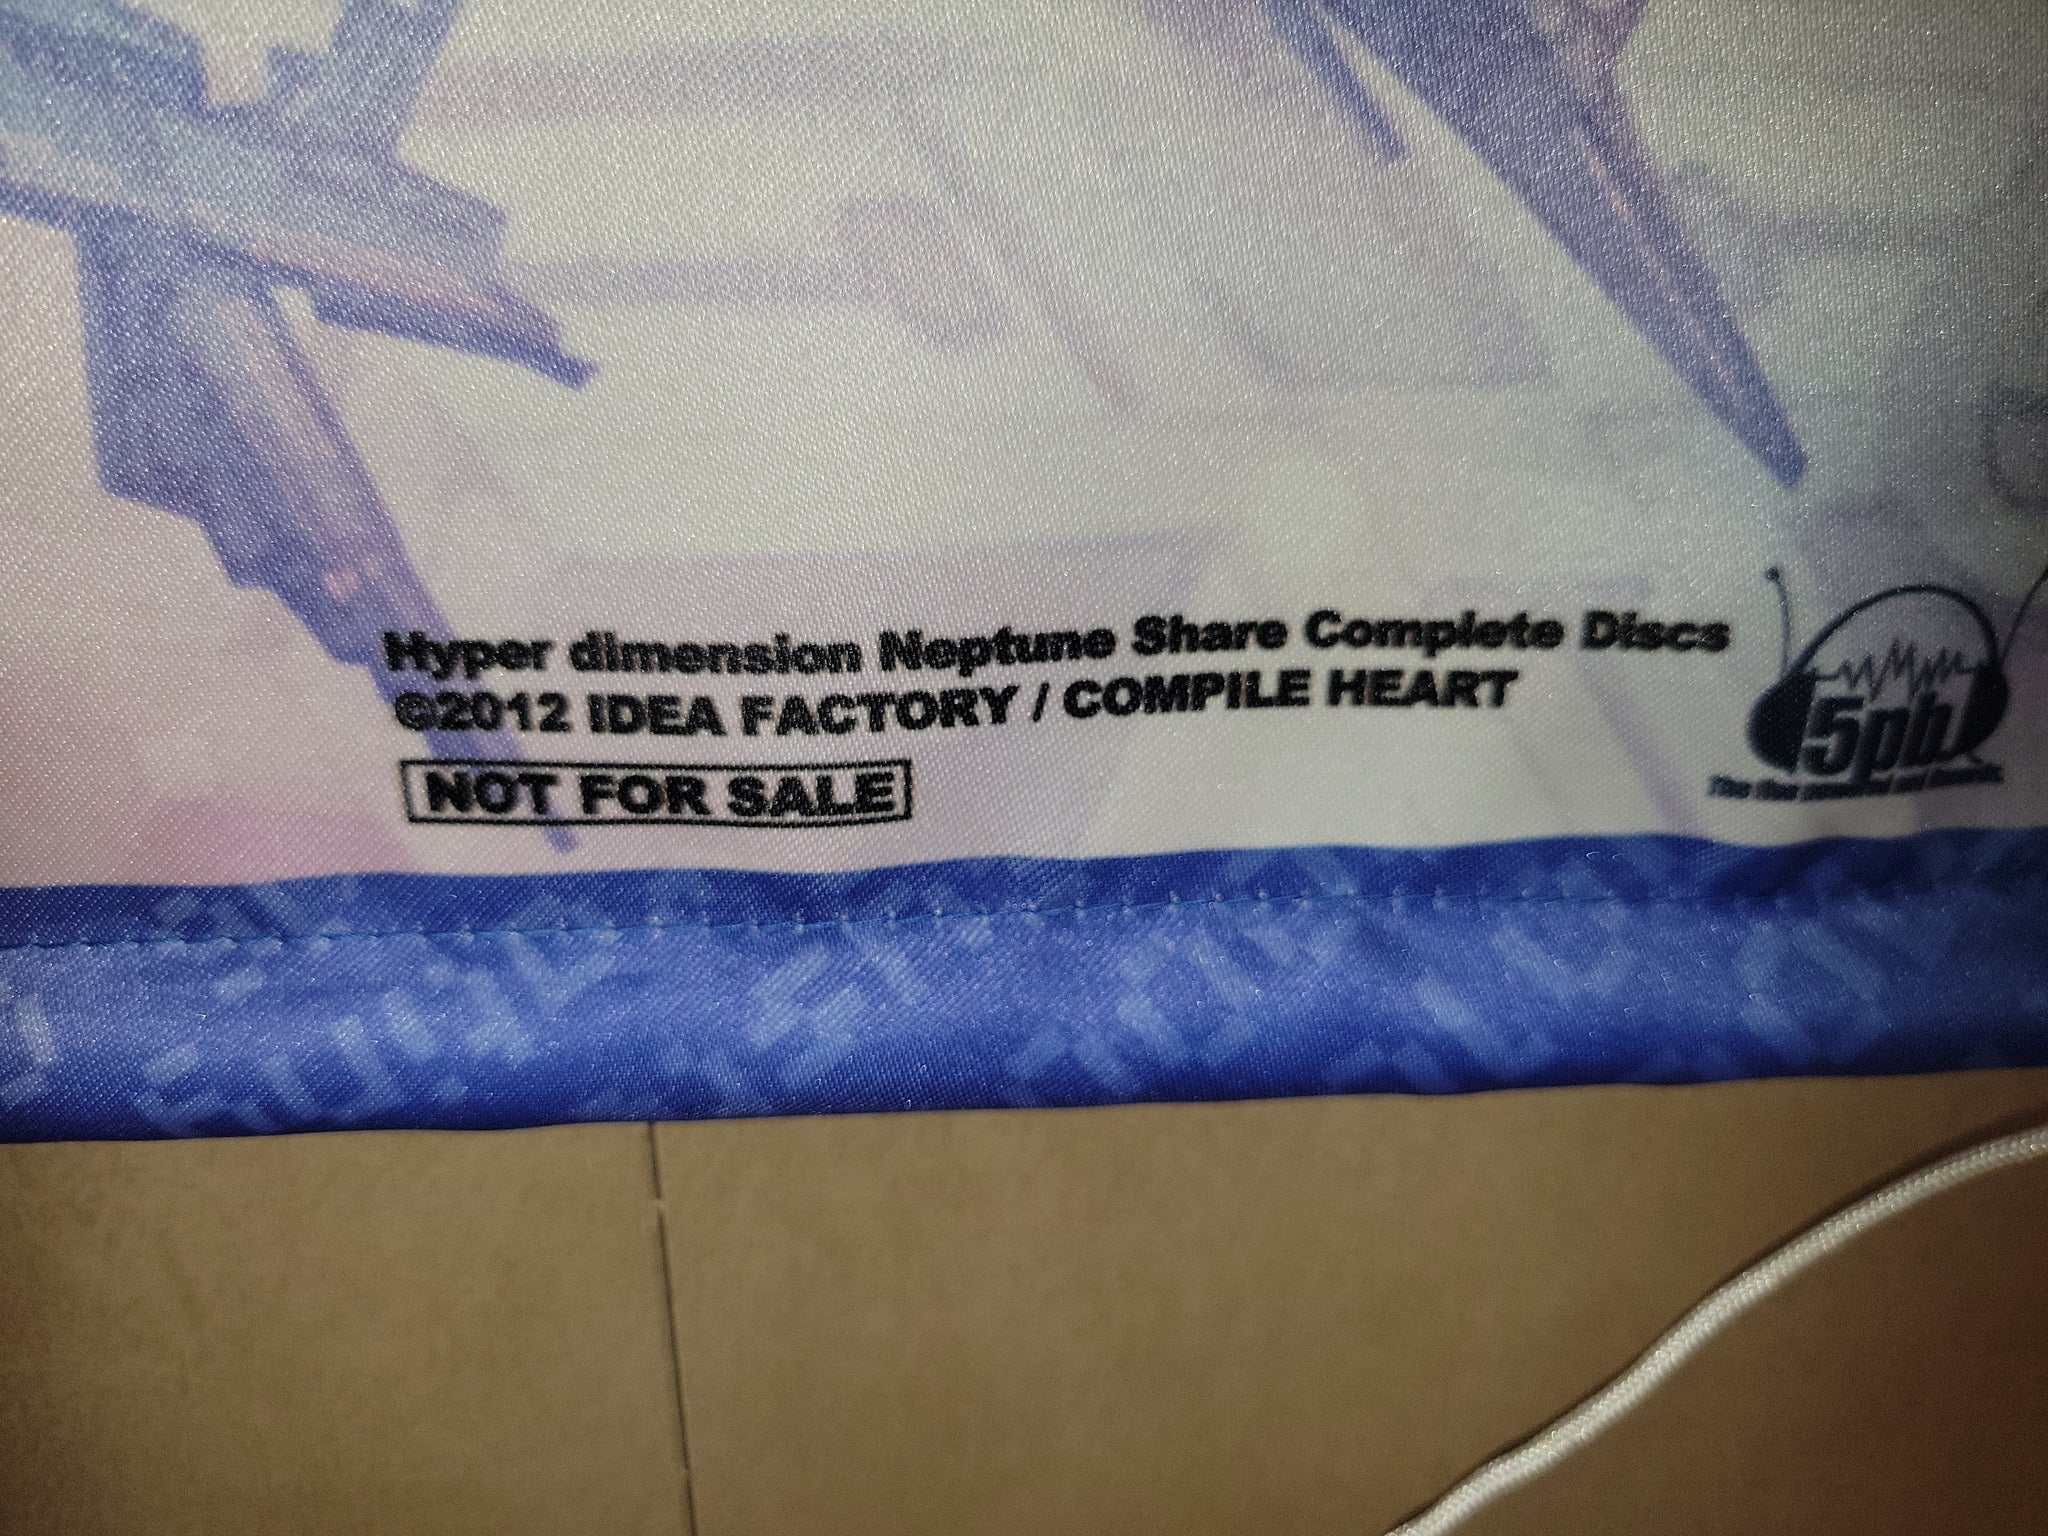 Hyper dimension Neptune Share Complete Discs
©2012 IDEA FACTORY / COMPILE HEART
NOT FOR SALE
5pb.